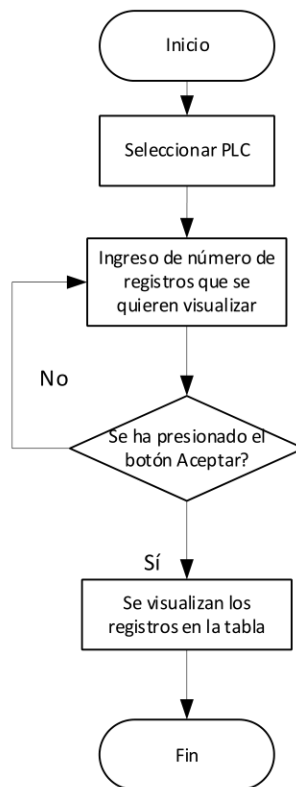 Inicio
Seleccionar PLC
Ingreso de número de
registros que se
quieren visualizar
No
Se ha presionado el
botón Aceptar?
Sí
Se visualizan los
registros en la tabla
Fin